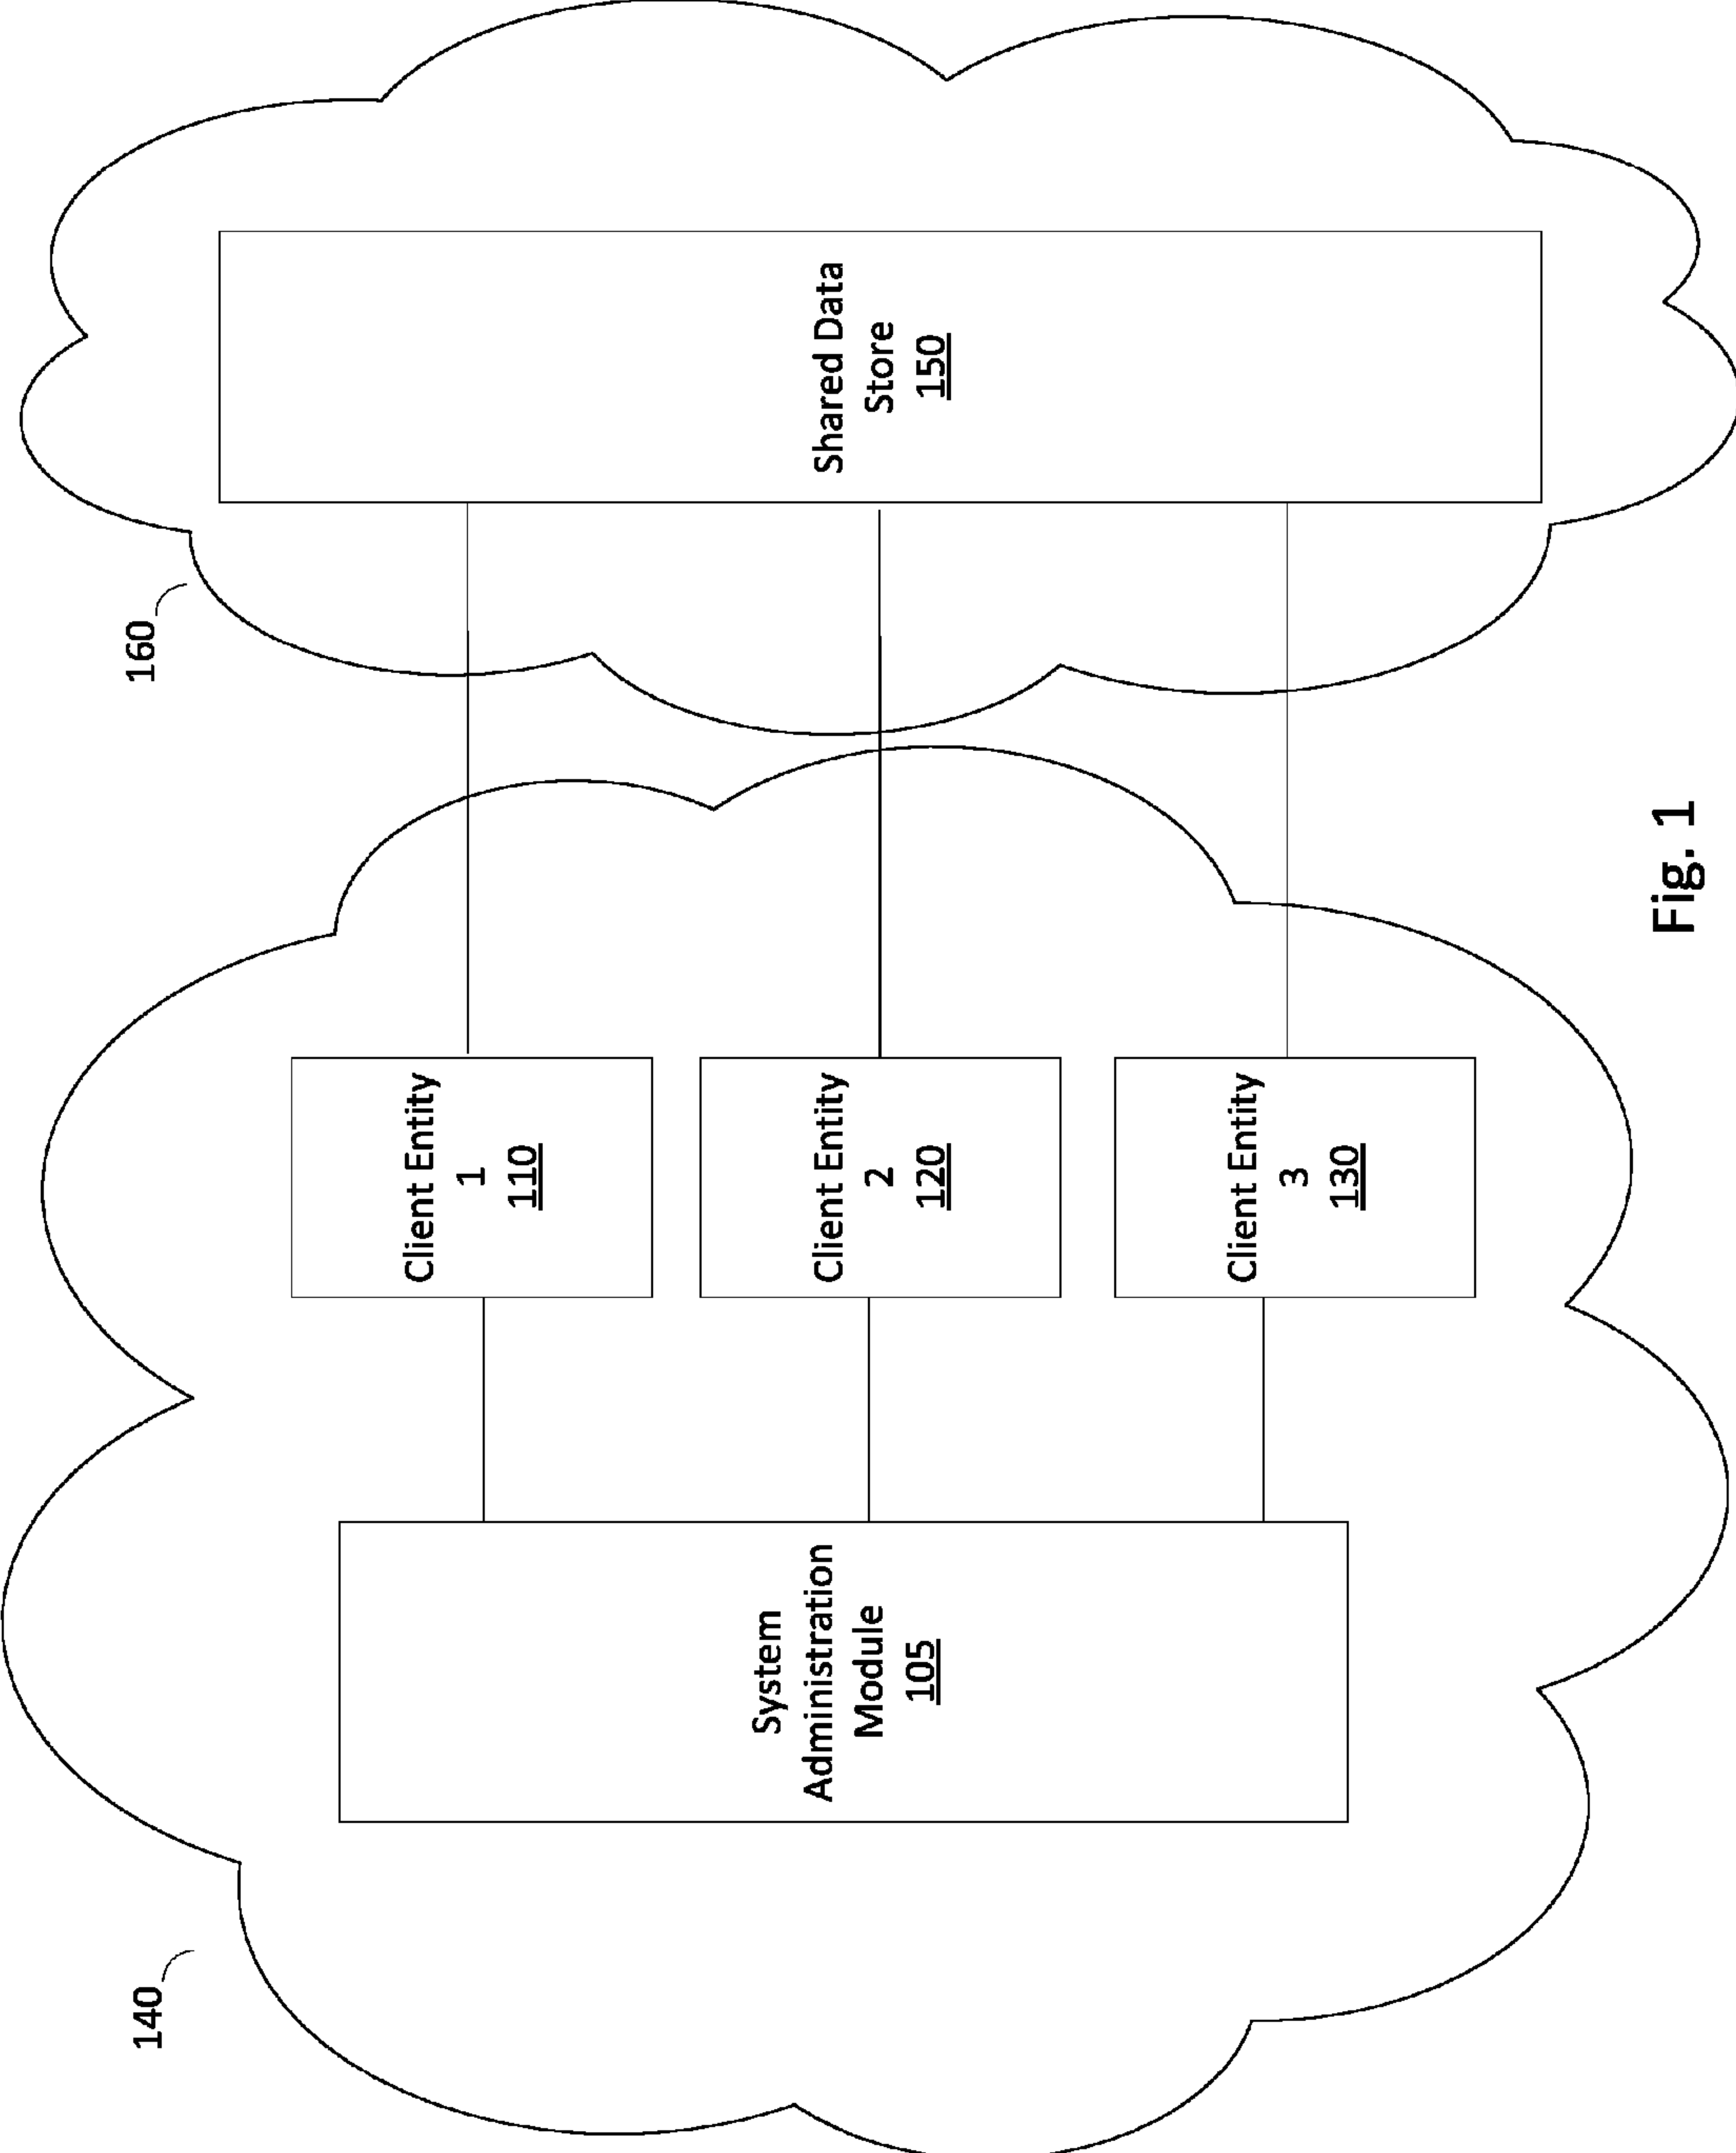 140
160
System
Administration
Module
105
Client Entity
1
110
Client Entity
2
120
Client Entity
3
130
Shared Data
Store
150
Fig. 1